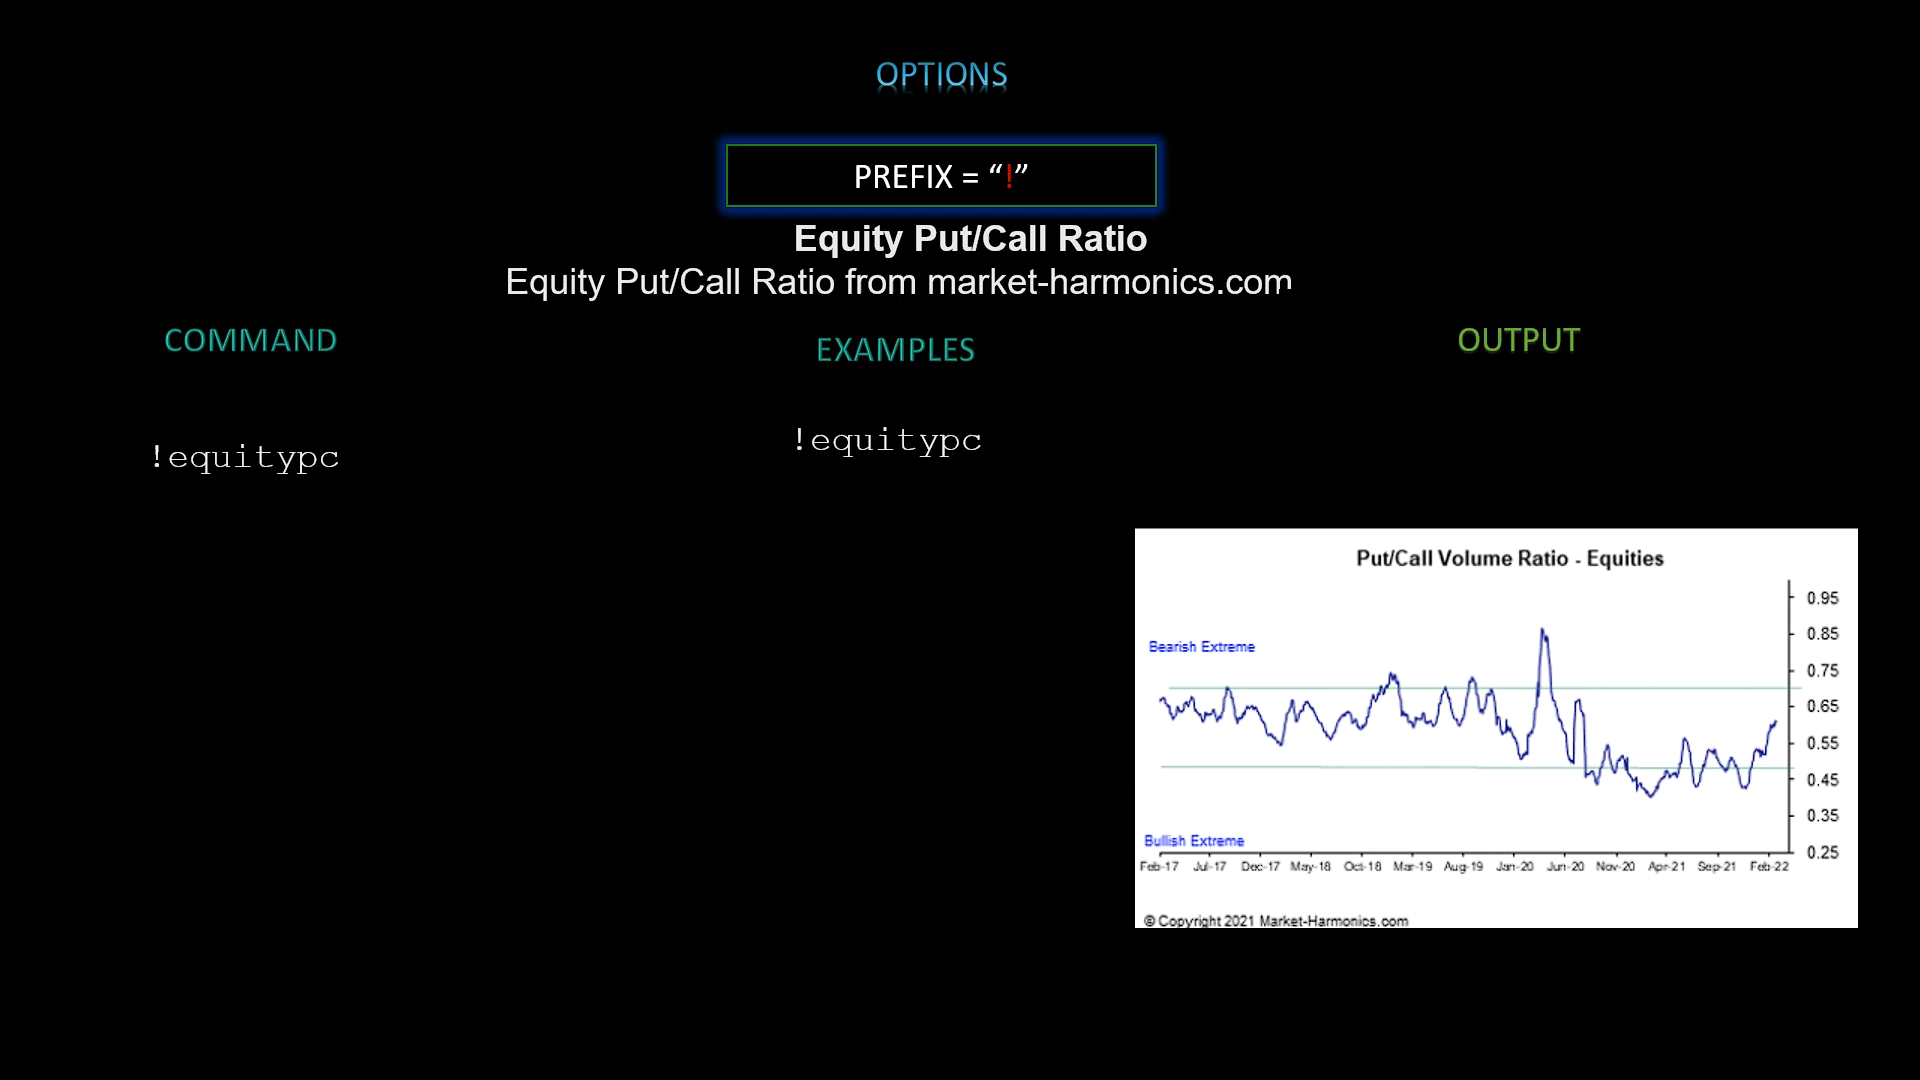 OPTIONS
PREFIX = “!”
Equity Put/Call Ratio
Equity Put/Call Ratio from market-harmonics.com
COMMAND
EXAMPLES
OUTPUT
!equitypc
!equitypc
Put/Call Volume Ratio - Equities
0.95
0.85
Bearish Extreme
0.75
0.65
0.55
0.45
0.35
Bullish Extreme
0.25
Feb-17 Jul-17 Dec-17 May-18 Oct-18 Mar-19 Aug-19 Jan-20 Jun-20 Nov-20 Apr-21 Sep-21 Feb-22
© Copyright 2021 Market-Harmonics.com